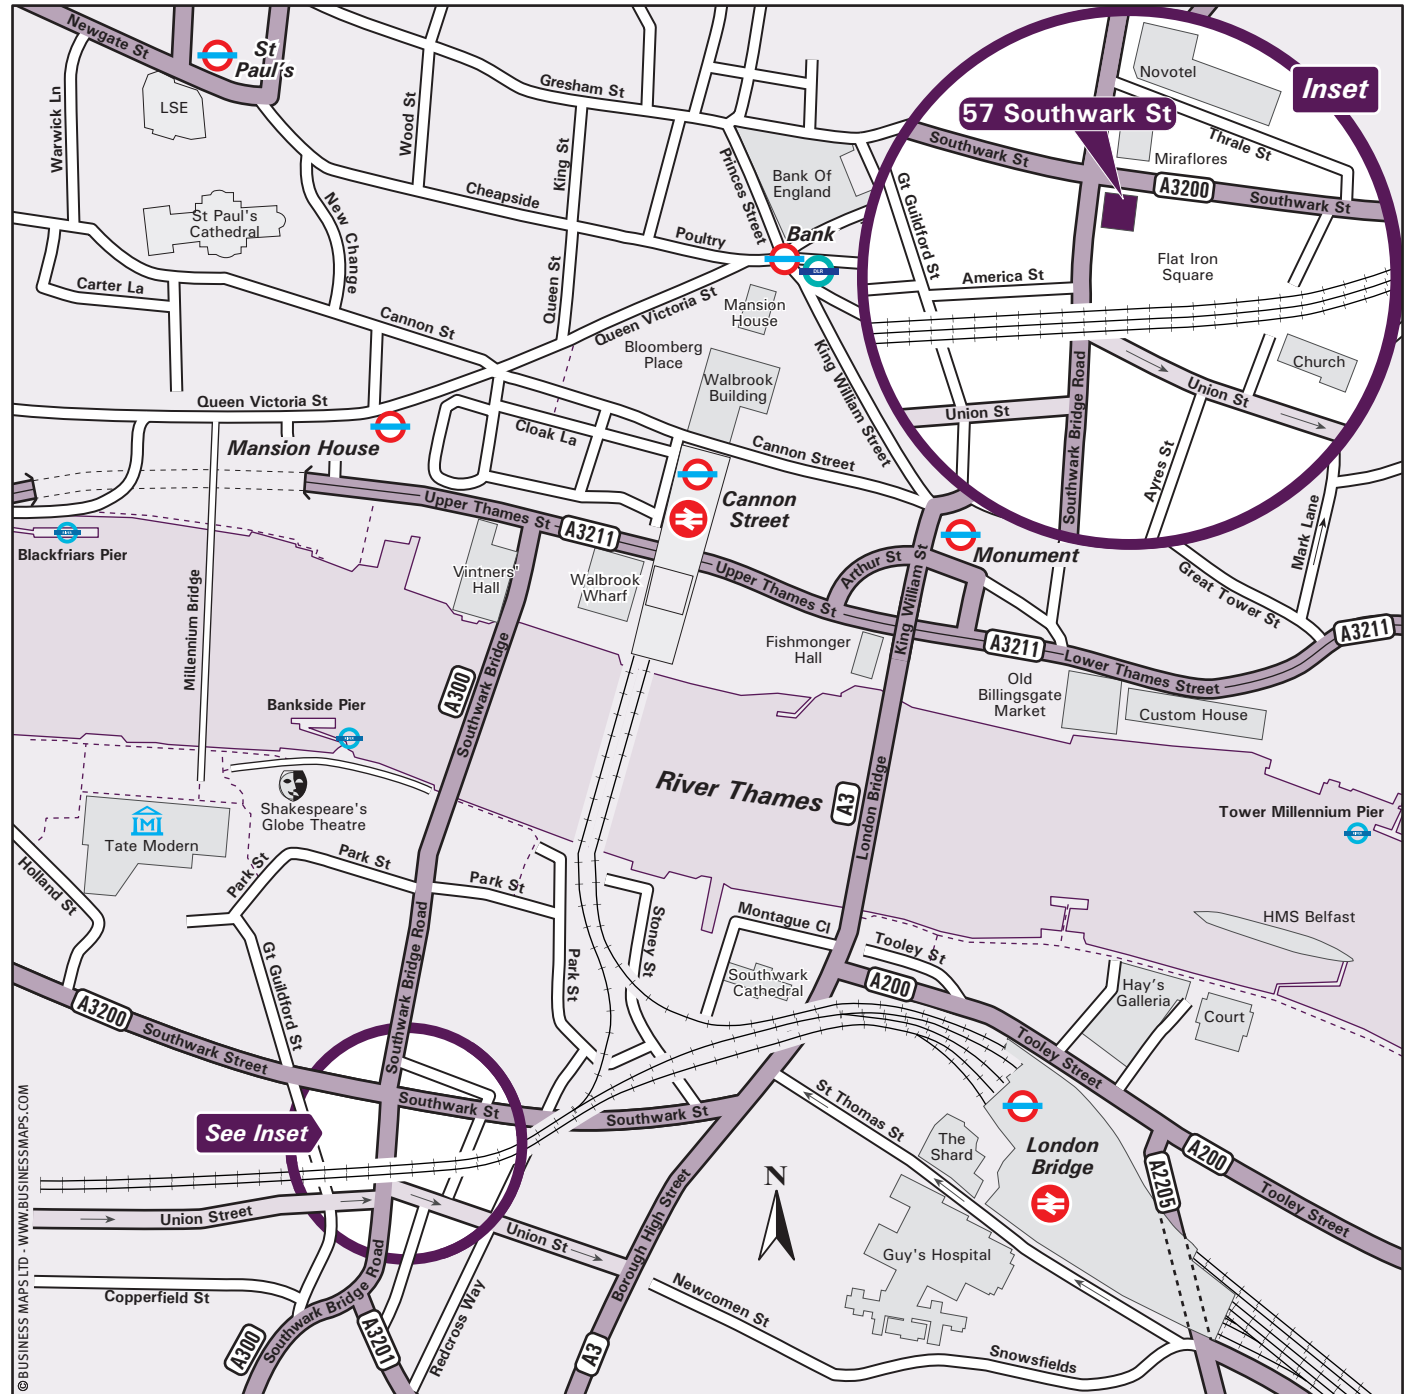 Newgate St
St
Paul's
LSE
Warwick Ln
Wood St
Gresham St
King St
Cheapside
New Change
St Paul's
Cathedral
Carter La
Cannon St
Queen St
Poultry
Princes Street
Bank Of
England
Bank
DLR
Mansion
House
Queen Victoria St
Bloomberg
Place
Walbrook
Building
King William Street
Queen Victoria St
Mansion House
Cloak La
Cannon Street
Cannon
Street
Upper Thames St
A3211
Upper Thames St
Arthur St
King William St
Monument
Blackfriars Pier
Millennium Bridge
Vintners'
Hall
Walbrook
Wharf
Fishmonger
Hall
A3211
Lower Thames Street
A3211
Great Tower St
Mark Lane
Old
Billingsgate
Market
Custom House
Inset
57 Southwark St
Novotel
Thrale St
Southwark St
Miraflores
A3200
Southwark St
Gt Guildford St
Flat Iron
Square
America St
Church
Union St
Union St
Southwark Bridge Road
Ayres St
A300
Southwark Bridge
Bankside Pier
River Thames
A3
London Bridge
Tower Millennium Pier
Shakespeare's
Globe Theatre
Tate Modern
Holland St
Park St
Park St
Park St
Park St
Stoney St
Montague Cl
Tooley St
HMS Belfast
Southwark
Cathedral
A200
Hay's
Galleria
Court
Gt Guildford St
Southwark Bridge Road
A3200
Southwark Street
Southwark St
Southwark St
Tooley Street
St Thomas St
The
Shard
London
Bridge
A200
A2205
Tooley Street
See Inset
N
Union Street
Union St
Borough High Street
Guy's Hospital
Copperfield St
Southwark Bridge Road
A300
A3201
Redcross Way
Newcomen St
A3
Snowsfields
© BUSINESS MAPS LTD - WWW.BUSINESSMAPS.COM